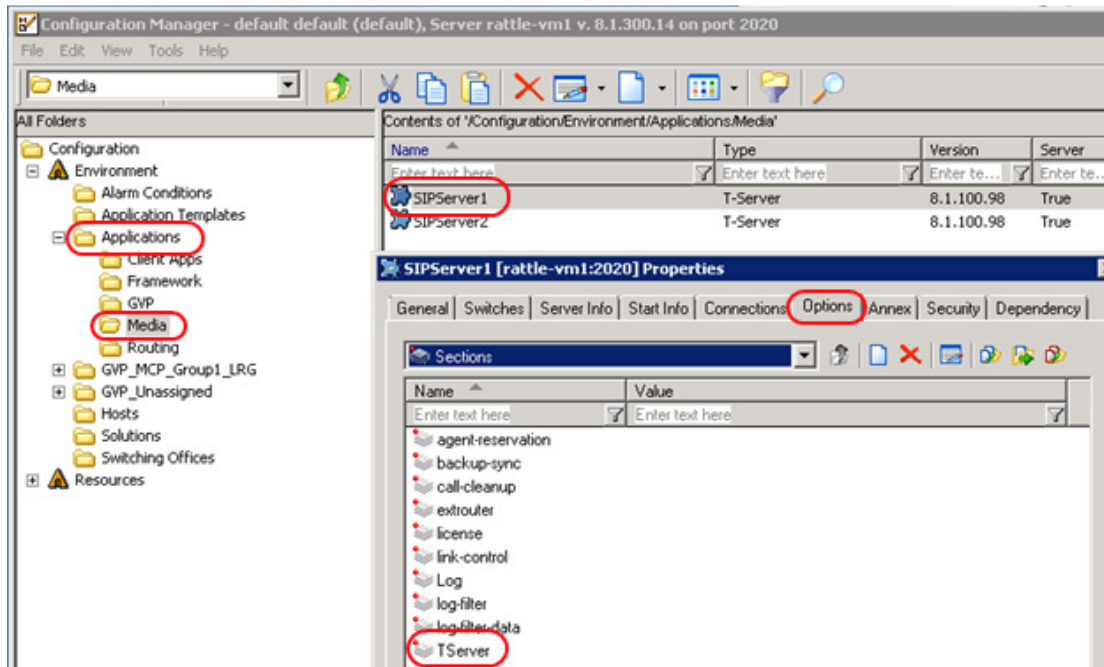 Configuration Manager - default default (default), Server rattle-vm1 v. 8.1.300.14 on port 2020
File Edit View Tools Help
Media
All Folders
Configuration
Environment
Alarm Conditions
Application Templates
Applications
Client Apps
Framework
GVP
Media
Routing
GVP_MCP_Group1_LRG
GVP_Unassigned
Hosts
Solutions
Switching Offices
Resources
Contents of '/Configuration/Environment/Applications/Media'
Name Type Version Server
Enter text here Enter text here Enter te... Enter te...
SIPServer1 T-Server 8.1.100.98 True
SIPServer2 T-Server 8.1.100.98 True
SIPServer1 [rattle-vm1:2020] Properties
General Switches Server Info Start Info Connections Options Annex Security Dependency
Sections
Name Value
Enter text here Enter text here
agent-reservation
backup-sync
call-cleanup
extrouter
license
link-control
Log
log-filter
log-filter-data
TServer